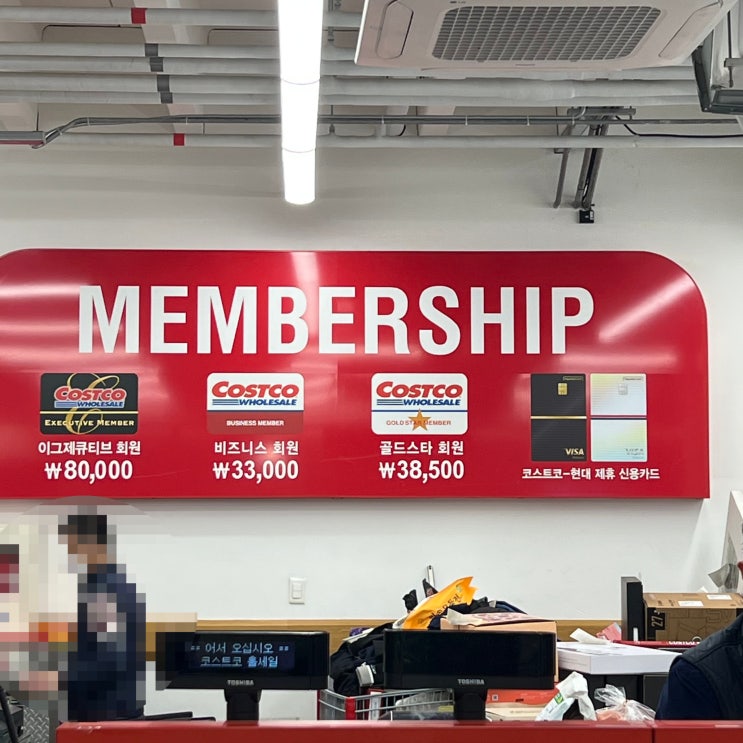 MEMBERSHIP
COSTCO
WHOLESALE
EXECUTIVE MEMBER
이그제큐티브 회원
₩80,000
COSTCO
WHOLESALE
BUSINESS MEMBER
비즈니스 회원
₩33,000
COSTCO
WHOLESALE
GOLD STAR MEMBER
골드스타 회원
₩38,500
VISA
코스트코-현대 제휴 신용카드
어서 오십시오
코스트코 홀세일
TOSHIBA
TOSHIBA
27